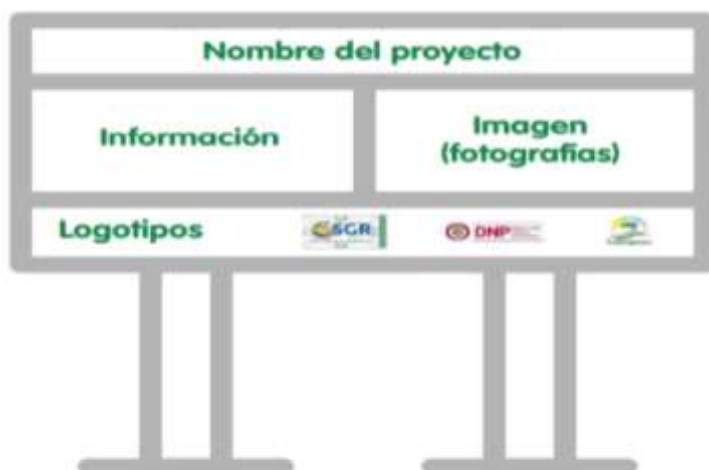 Nombre del proyecto
Información
Imagen
(fotografías)
Logotipos
SGR
DNP